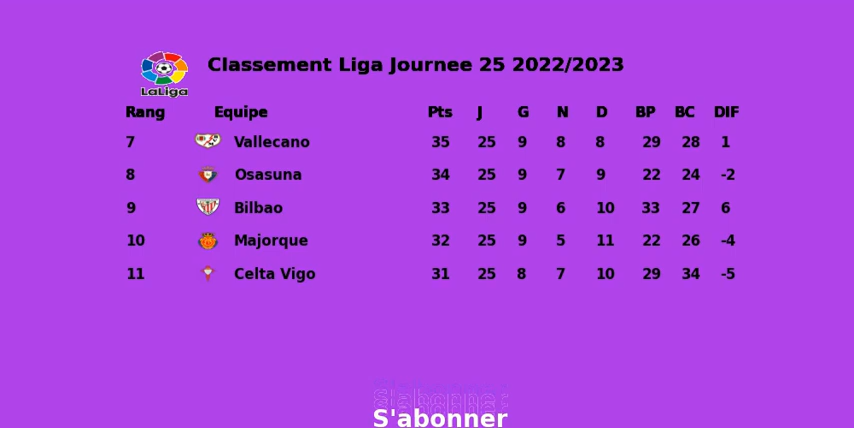 Classement Liga Journee 25 2022/2023
LaLiga
Rang Equipe Pts J G N D BP BC DIF
7 Vallecano 35 25 9 8 8 29 28 1
8 Osasuna 34 25 9 7 9 22 24 -2
9 Bilbao 33 25 9 6 10 33 27 6
10 Majorque 32 25 9 5 11 22 26 -4
11 Celta Vigo 31 25 8 7 10 29 34 -5
S'abonner